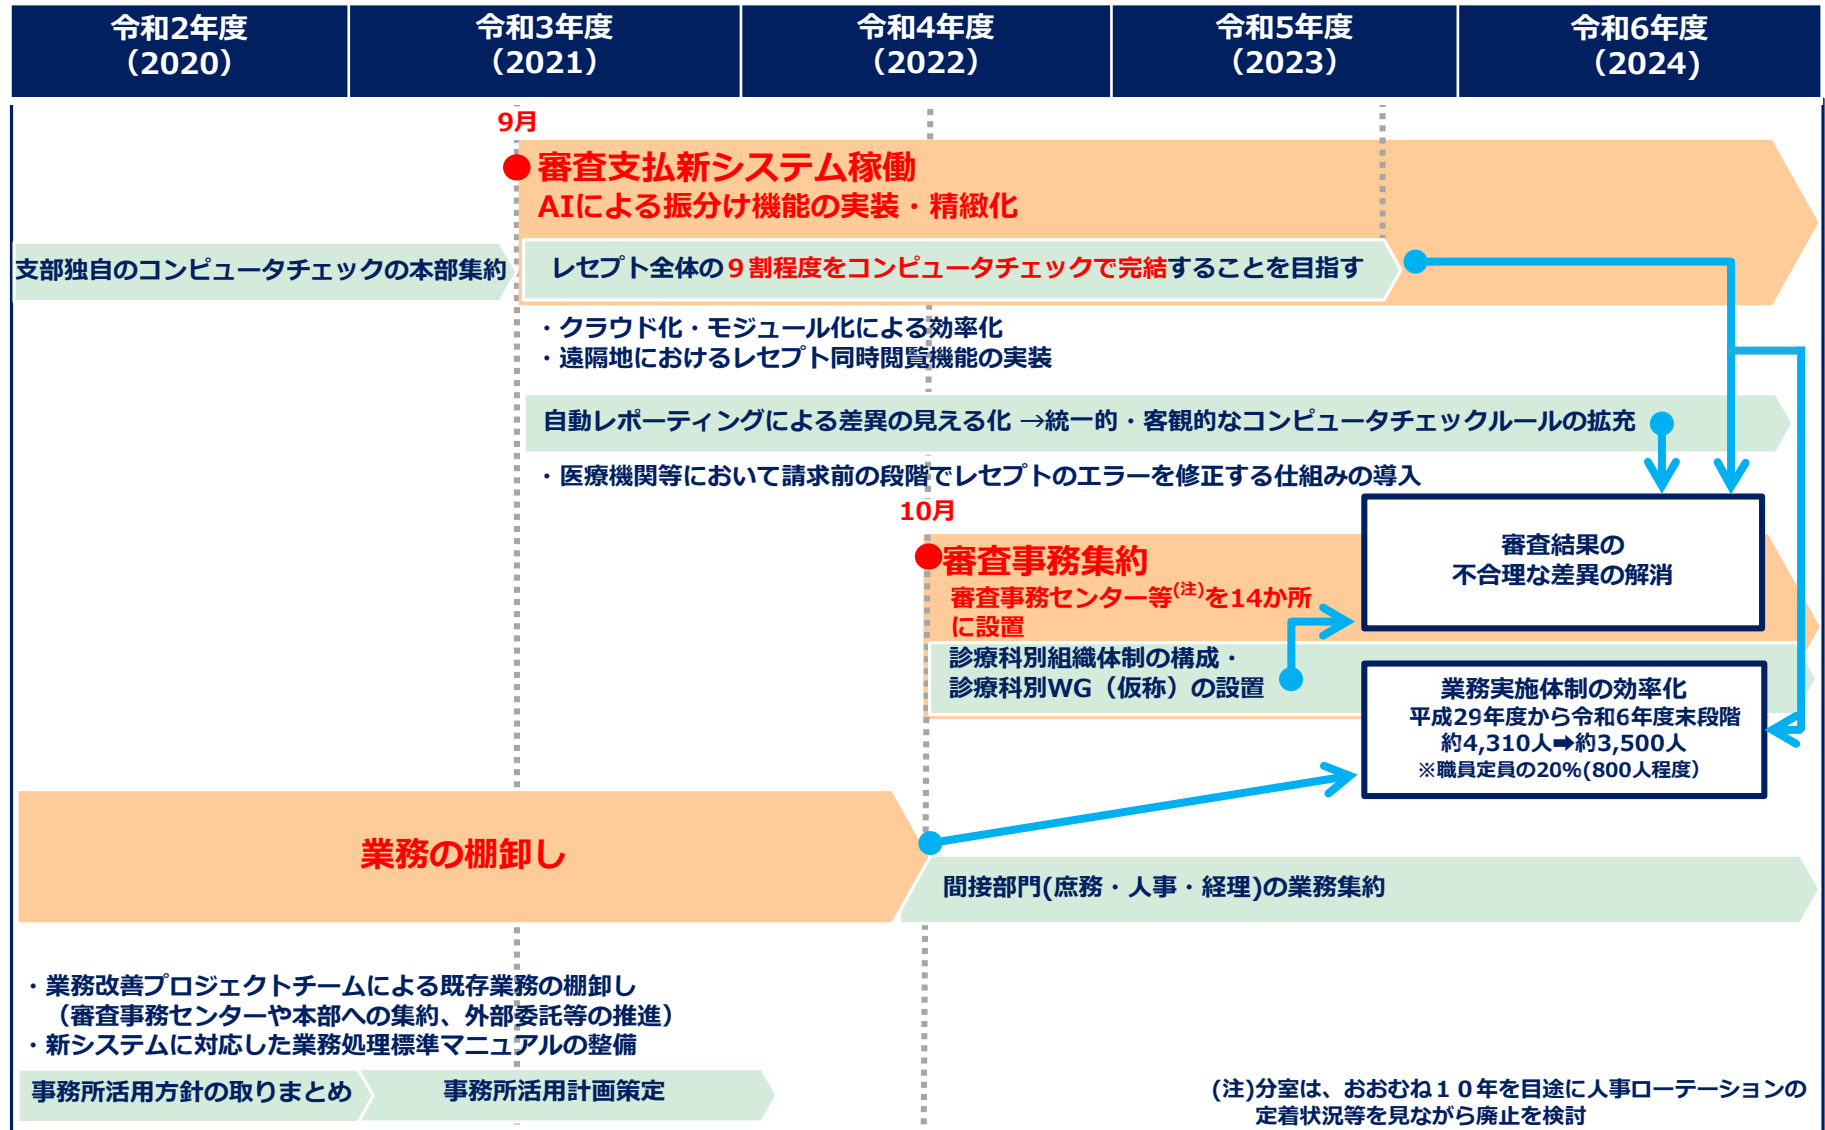 令和2年度
（2020）
令和3年度
（2021）
令和4年度
（2022）
令和5年度
（2023）
令和6年度
（2024)
9月
審査支払新システム稼働
AIによる振分け機能の実装・精緻化
支部独自のコンピュータチェックの本部集約
レセプト全体の９割程度をコンピュータチェックで完結することを目指す
・クラウド化・モジュール化による効率化
・遠隔地におけるレセプト同時閲覧機能の実装
自動レポーティングによる差異の見える化 →統一的・客観的なコンピュータチェックルールの拡充
・医療機関等において請求前の段階でレセプトのエラーを修正する仕組みの導入
10月
審査事務集約
審査事務センター等(注)を14か所
に設置
診療科別組織体制の構成・
診療科別WG（仮称）の設置
審査結果の
不合理な差異の解消
業務実施体制の効率化
平成29年度から令和6年度末段階
約4,310人➡約3,500人
※職員定員の20%(800人程度）
業務の棚卸し
間接部門(庶務・人事・経理)の業務集約
・業務改善プロジェクトチームによる既存業務の棚卸し
（審査事務センターや本部への集約、外部委託等の推進）
・新システムに対応した業務処理標準マニュアルの整備
事務所活用方針の取りまとめ
事務所活用計画策定
(注)分室は、おおむね１０年を目途に人事ローテーションの
定着状況等を見ながら廃止を検討